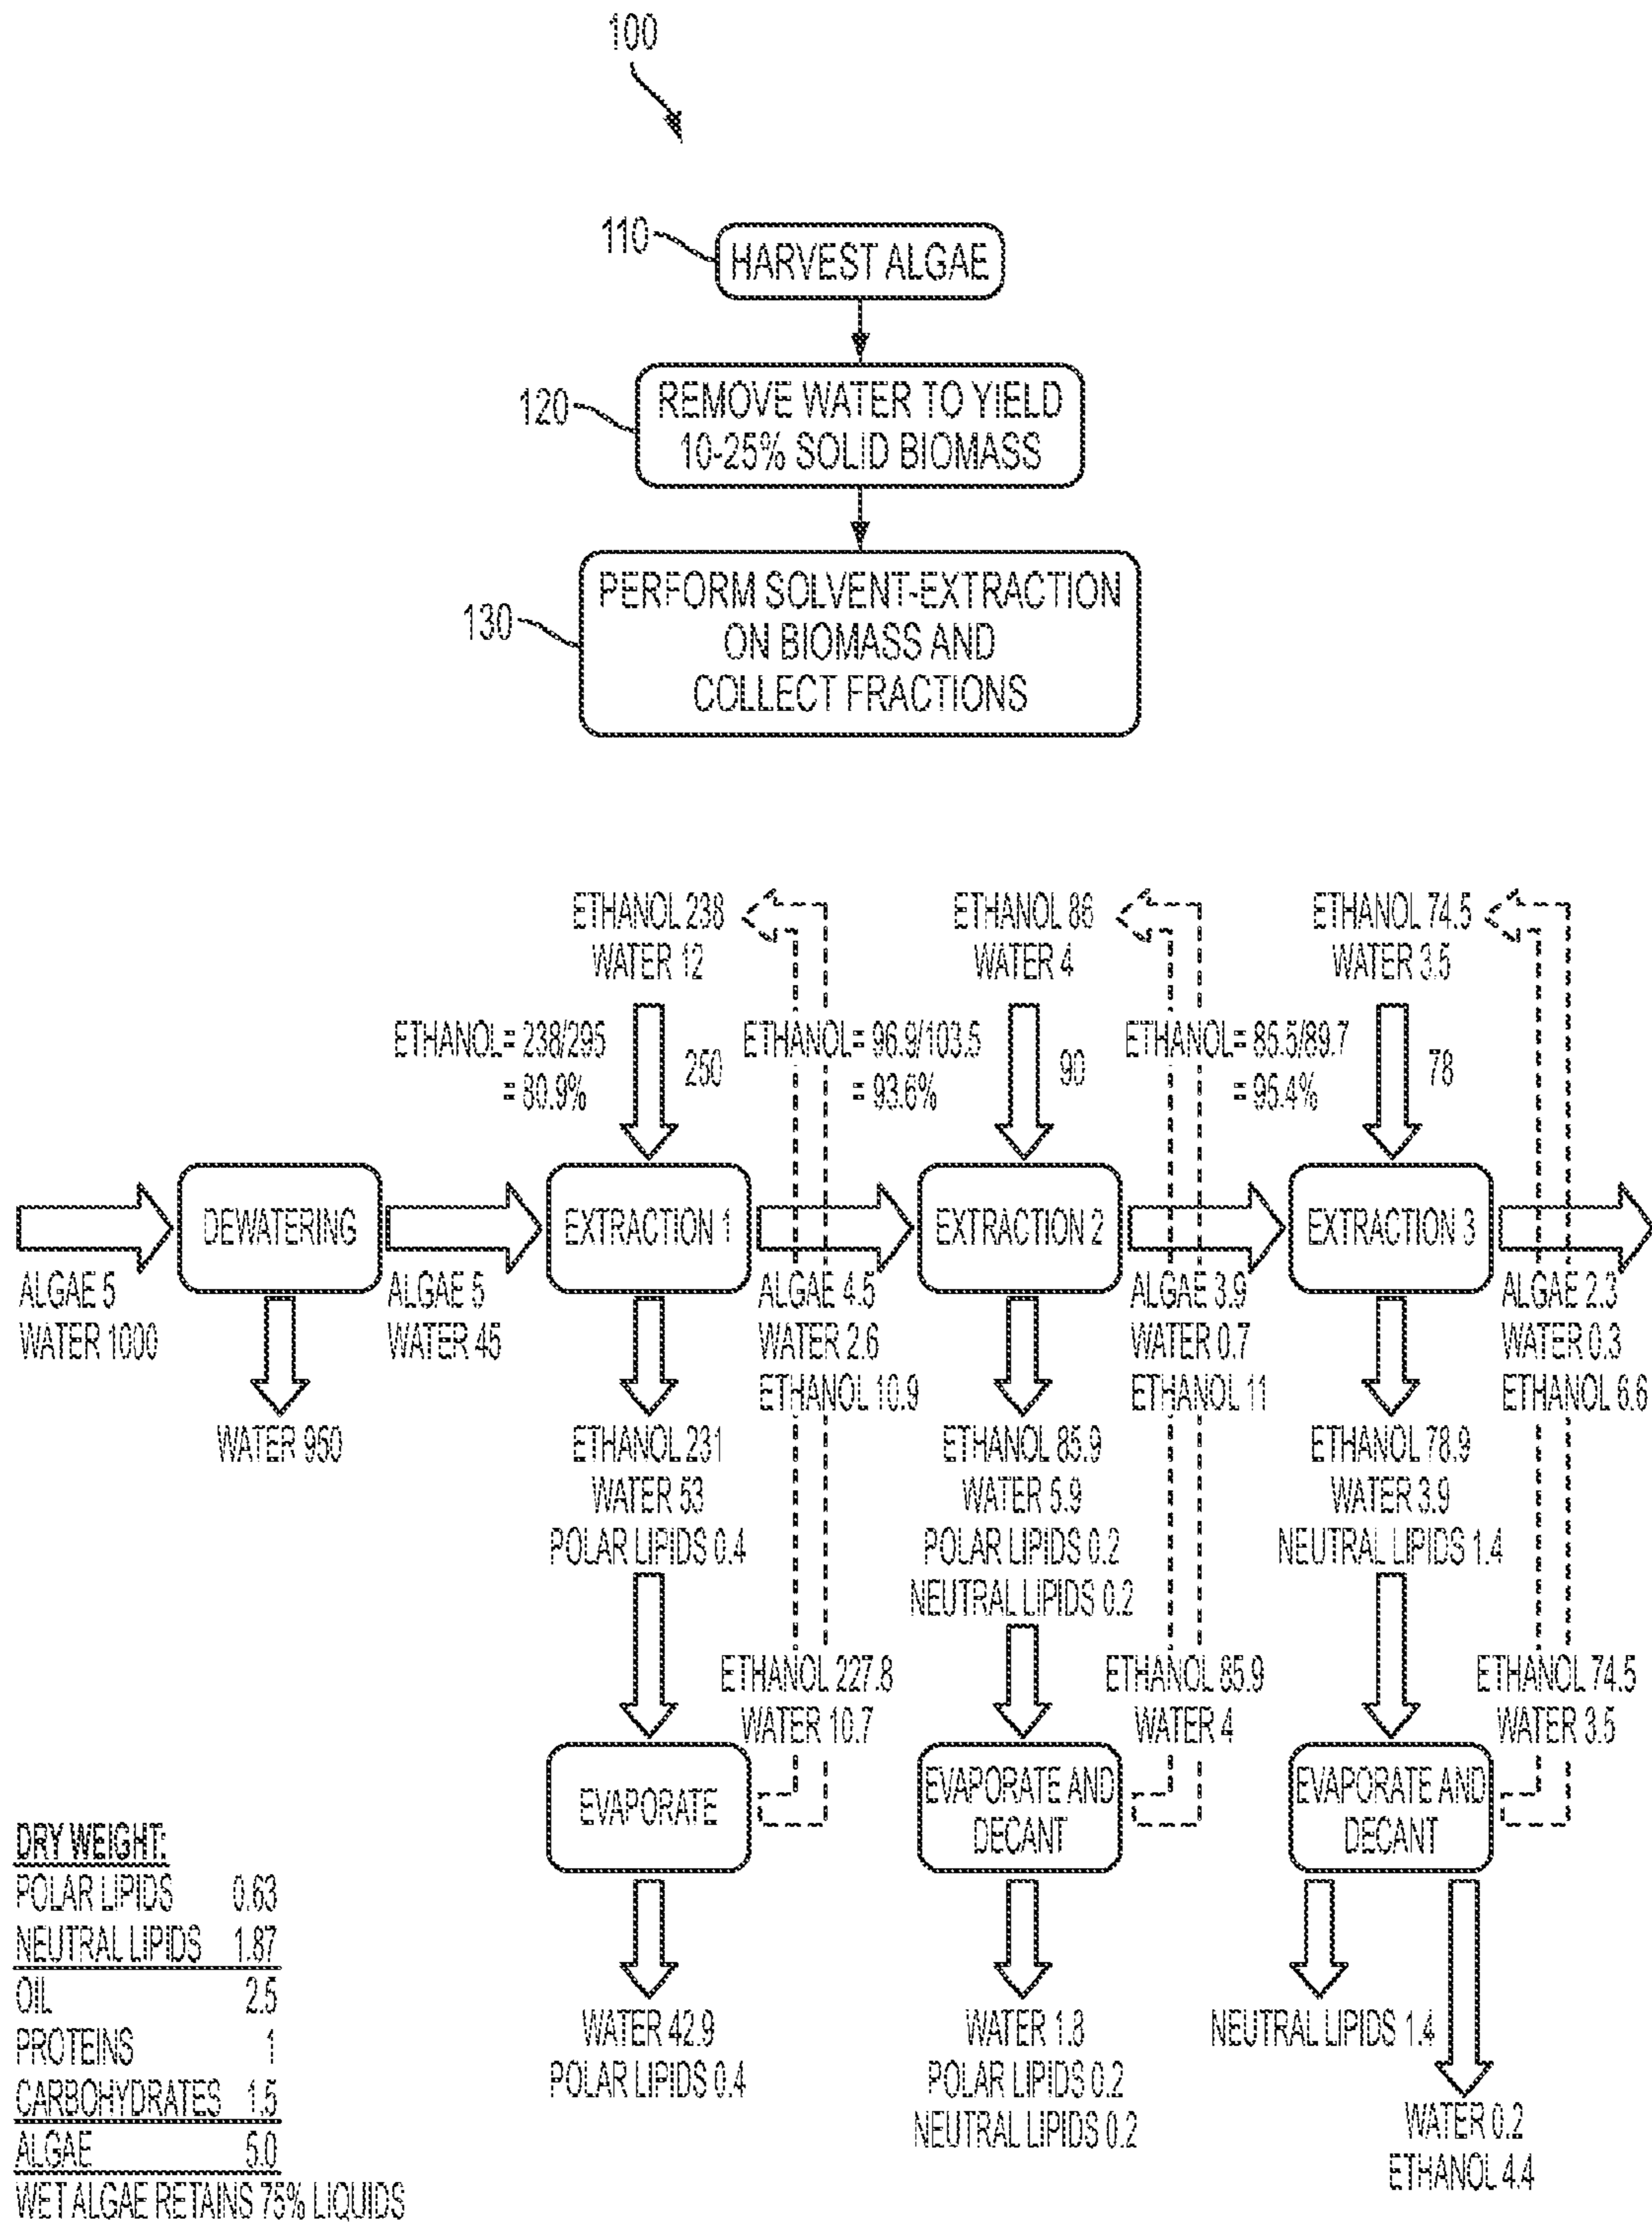 100
110
HARVEST ALGAE
120
REMOVE WATER TO YIELD
10-25% SOLID BIOMASS
130
PERFORM SOLVENT-EXTRACTION
ON BIOMASS AND
COLLECT FRACTIONS
ETHANOL 238
WATER 12
ETHANOL 86
WATER 4
ETHANOL 74.5
WATER 3.5
ETHANOL= 238/295
= 80.9%
250
ETHANOL= 96.9/103.5
= 93.6%
90
ETHANOL= 85.5/89.7
= 95.4%
78
DEWATERING
EXTRACTION 1
EXTRACTION 2
EXTRACTION 3
ALGAE 5
WATER 1000
ALGAE 5
WATER 45
ALGAE 4.5
WATER 2.6
ETHANOL 10.9
ALGAE 3.9
WATER 0.7
ETHANOL 11
ALGAE 2.3
WATER 0.3
ETHANOL 6.6
WATER 950
ETHANOL 231
WATER 53
POLAR LIPIDS 0.4
ETHANOL 85.9
WATER 5.9
POLAR LIPIDS 0.2
NEUTRAL LIPIDS 0.2
ETHANOL 78.9
WATER 3.9
NEUTRAL LIPIDS 1.4
ETHANOL 227.8
WATER 10.7
ETHANOL 85.9
WATER 4
ETHANOL 74.5
WATER 3.5
EVAPORATE
EVAPORATE AND
DECANT
EVAPORATE AND
DECANT
WATER 42.9
POLAR LIPIDS 0.4
WATER 1.8
POLAR LIPIDS 0.2
NEUTRAL LIPIDS 0.2
NEUTRAL LIPIDS 1.4
WATER 0.2
ETHANOL 4.4
DRY WEIGHT:
POLAR LIPIDS 0.63
NEUTRAL LIPIDS 1.87
OIL 2.5
PROTEINS 1
CARBOHYDRATES 1.5
ALGAE 5.0
WET ALGAE RETAINS 75% LIQUIDS